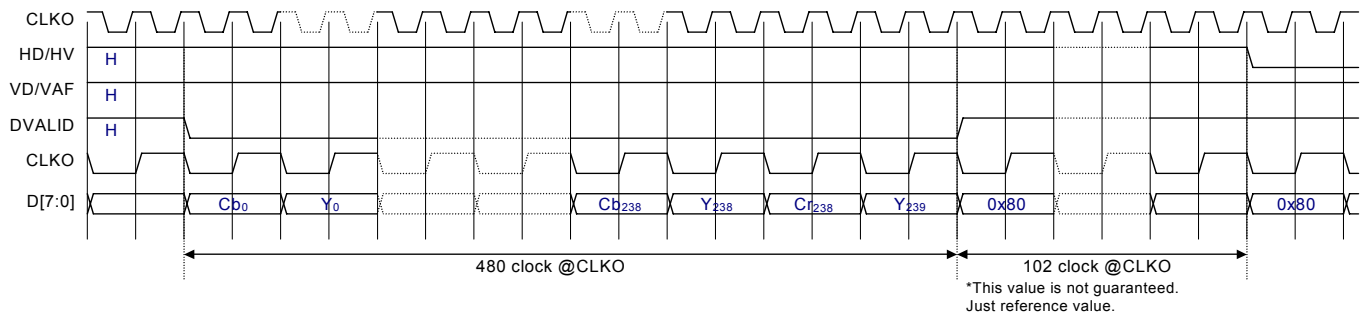 CLKO
HD/HV H
VD/VAF H
DVALID H
CLKO
D[7:0] Cb0 Y0 Cb238 Y238 Cr238 Y239 0x80 0x80
480 clock @CLKO 102 clock @CLKO
*This value is not guaranteed.
Just reference value.